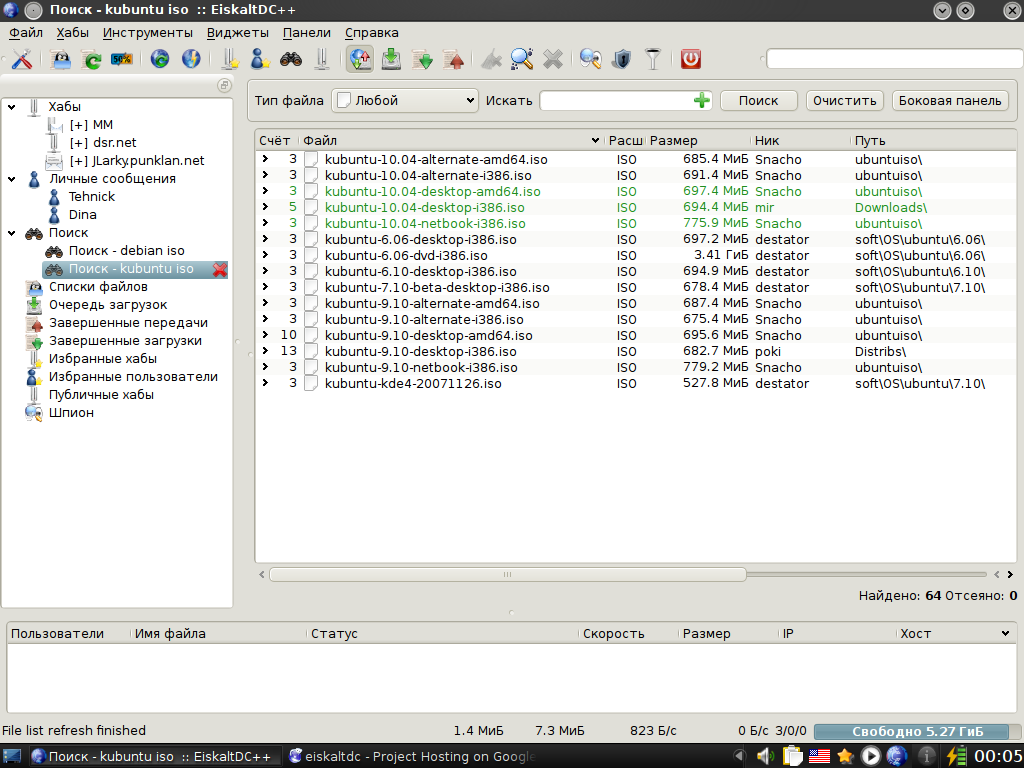 Поиск - kubuntu iso :: EiskaltDC++
Файл Хабы Инструменты Виджеты Панели Справка
50%
Тип файла Любой Искать Поиск Очистить Боковая панель
Хабы
[+] MM
[+] dsr.net
[+] JLarky.punklan.net
Личные сообщения
Tehnick
Dina
Поиск
Поиск - debian iso
Поиск - kubuntu iso
Списки файлов
Очередь загрузок
Завершенные передачи
Завершенные загрузки
Избранные хабы
Избранные пользователи
Публичные хабы
Шпион
Счёт Файл Расш Размер Ник Путь
3 kubuntu-10.04-alternate-amd64.iso ISO 685.4 МиБ Snacho ubuntuiso\
3 kubuntu-10.04-alternate-i386.iso ISO 691.4 МиБ Snacho ubuntuiso\
3 kubuntu-10.04-desktop-amd64.iso ISO 697.4 МиБ Snacho ubuntuiso\
5 kubuntu-10.04-desktop-i386.iso ISO 694.4 МиБ mir Downloads\
3 kubuntu-10.04-netbook-i386.iso ISO 775.9 МиБ Snacho ubuntuiso\
3 kubuntu-6.06-desktop-i386.iso ISO 697.2 МиБ destator soft\OS\ubuntu\6.06\
3 kubuntu-6.06-dvd-i386.iso ISO 3.41 ГиБ destator soft\OS\ubuntu\6.06\
3 kubuntu-6.10-desktop-i386.iso ISO 694.9 МиБ destator soft\OS\ubuntu\6.10\
3 kubuntu-7.10-beta-desktop-i386.iso ISO 678.4 МиБ destator soft\OS\ubuntu\7.10\
3 kubuntu-9.10-alternate-amd64.iso ISO 687.4 МиБ Snacho ubuntuiso\
3 kubuntu-9.10-alternate-i386.iso ISO 675.4 МиБ Snacho ubuntuiso\
10 kubuntu-9.10-desktop-amd64.iso ISO 695.6 МиБ Snacho ubuntuiso\
13 kubuntu-9.10-desktop-i386.iso ISO 682.7 МиБ poki Distribs\
3 kubuntu-9.10-netbook-i386.iso ISO 779.2 МиБ Snacho ubuntuiso\
3 kubuntu-kde4-20071126.iso ISO 527.8 МиБ destator soft\OS\ubuntu\7.10\
Найдено: 64 Отсеяно: 0
Пользователи Имя файла Статус Скорость Размер IP Хост
File list refresh finished 1.4 МиБ 7.3 МиБ 823 Б/с 0 Б/с 3/0/0 Свободно 5.27 ГиБ
Поиск - kubuntu iso :: EiskaltDC++ eiskaltdc - Project Hosting on Google 00:05